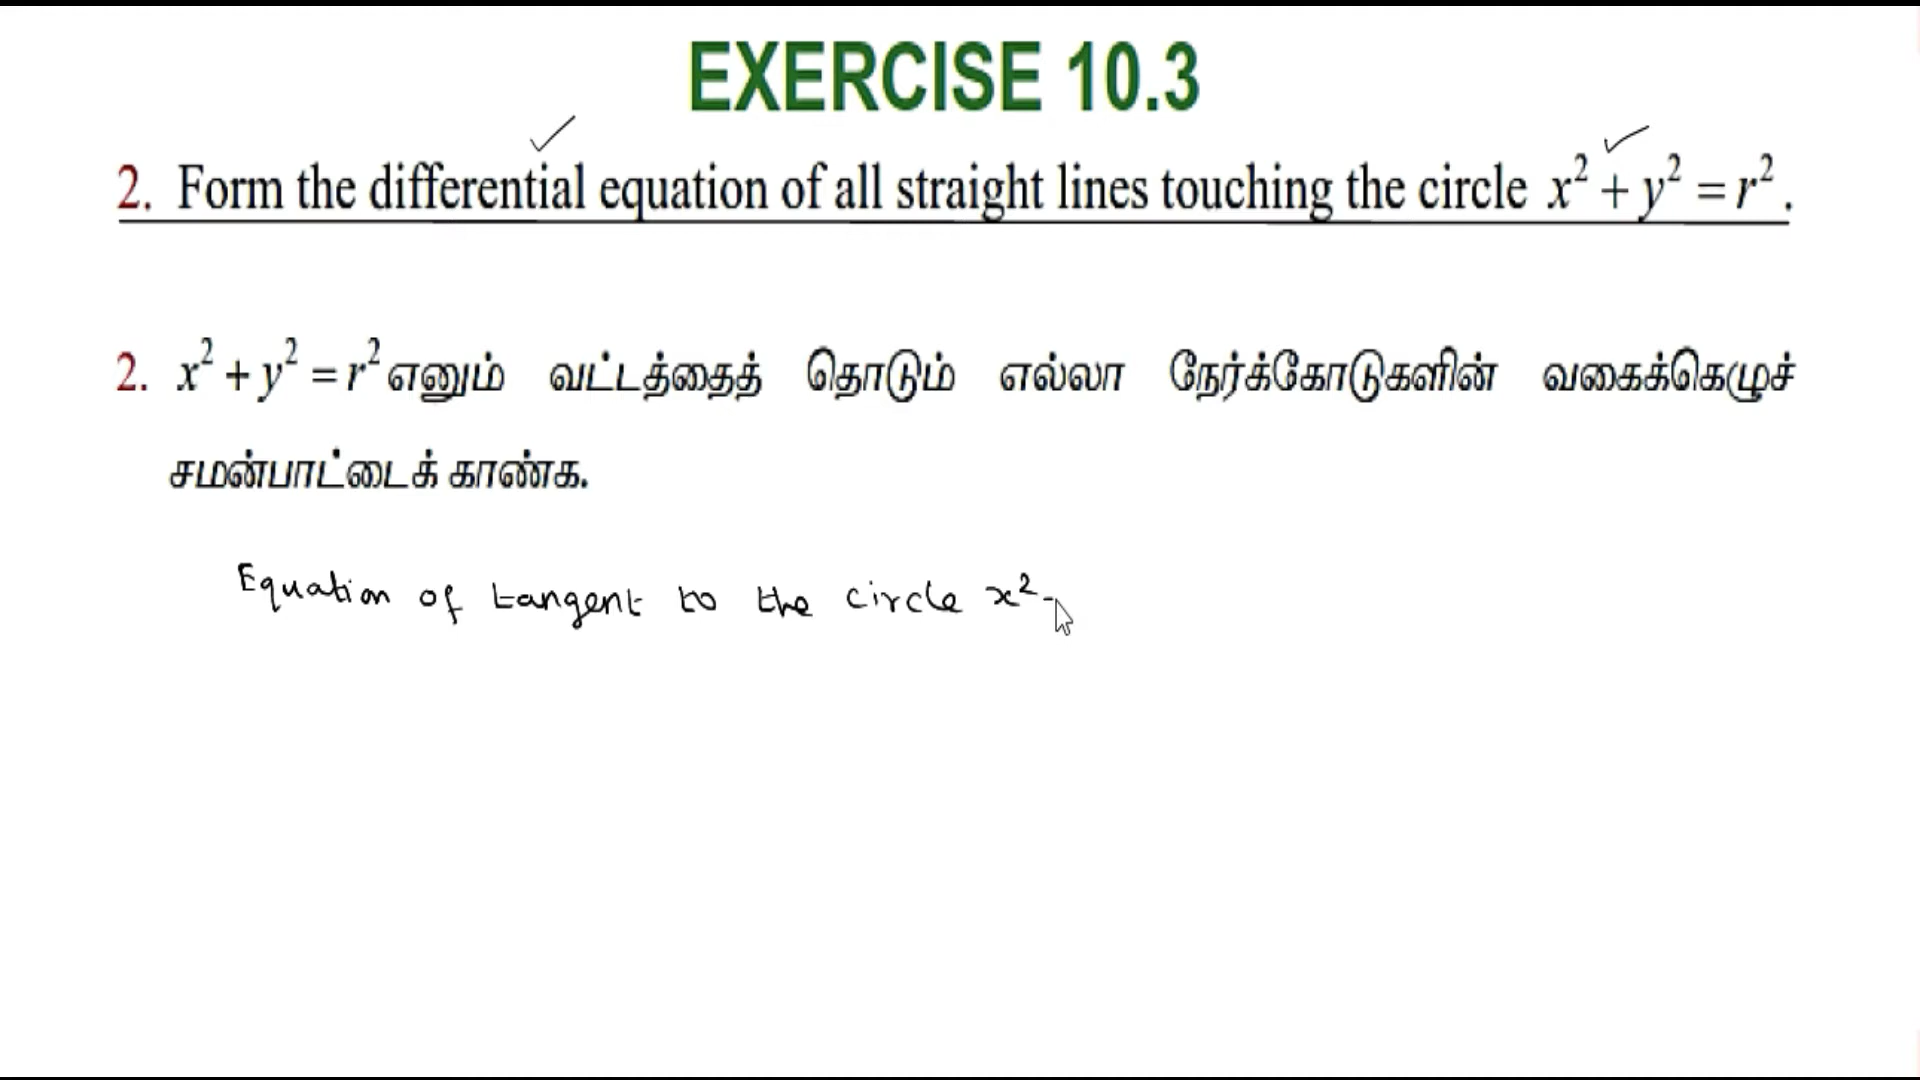 EXERCISE 10.3
2. Form the differential equation of all straight lines touching the circle x² + y² = r².
2. x² + y² = r² எனும் வட்டத்தைத் தொடும் எல்லா நேர்க்கோடுகளின் வகைக்கெழுச்
சமன்பாட்டைக் காண்க.
Equation of tangent to the circle x² -